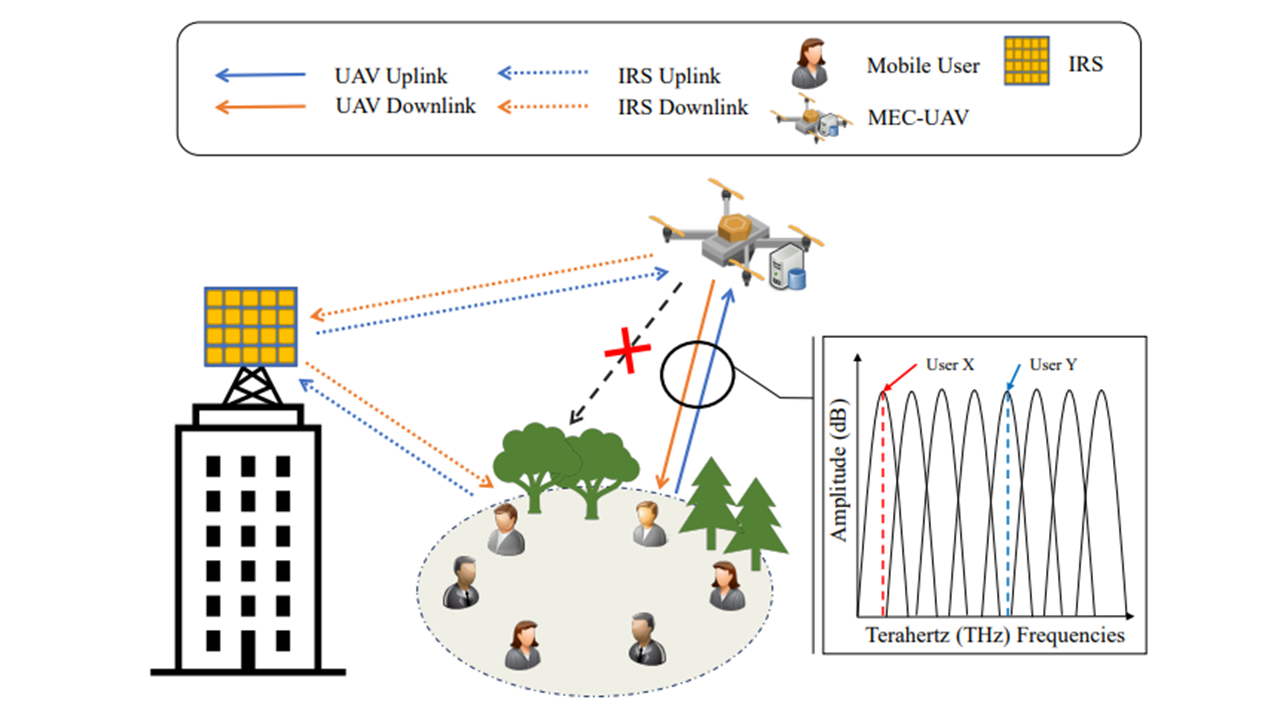 UAV Uplink
IRS Uplink
Mobile User
IRS
UAV Downlink
IRS Downlink
MEC-UAV
User X
User Y
Amplitude (dB)
Terahertz (THz) Frequencies